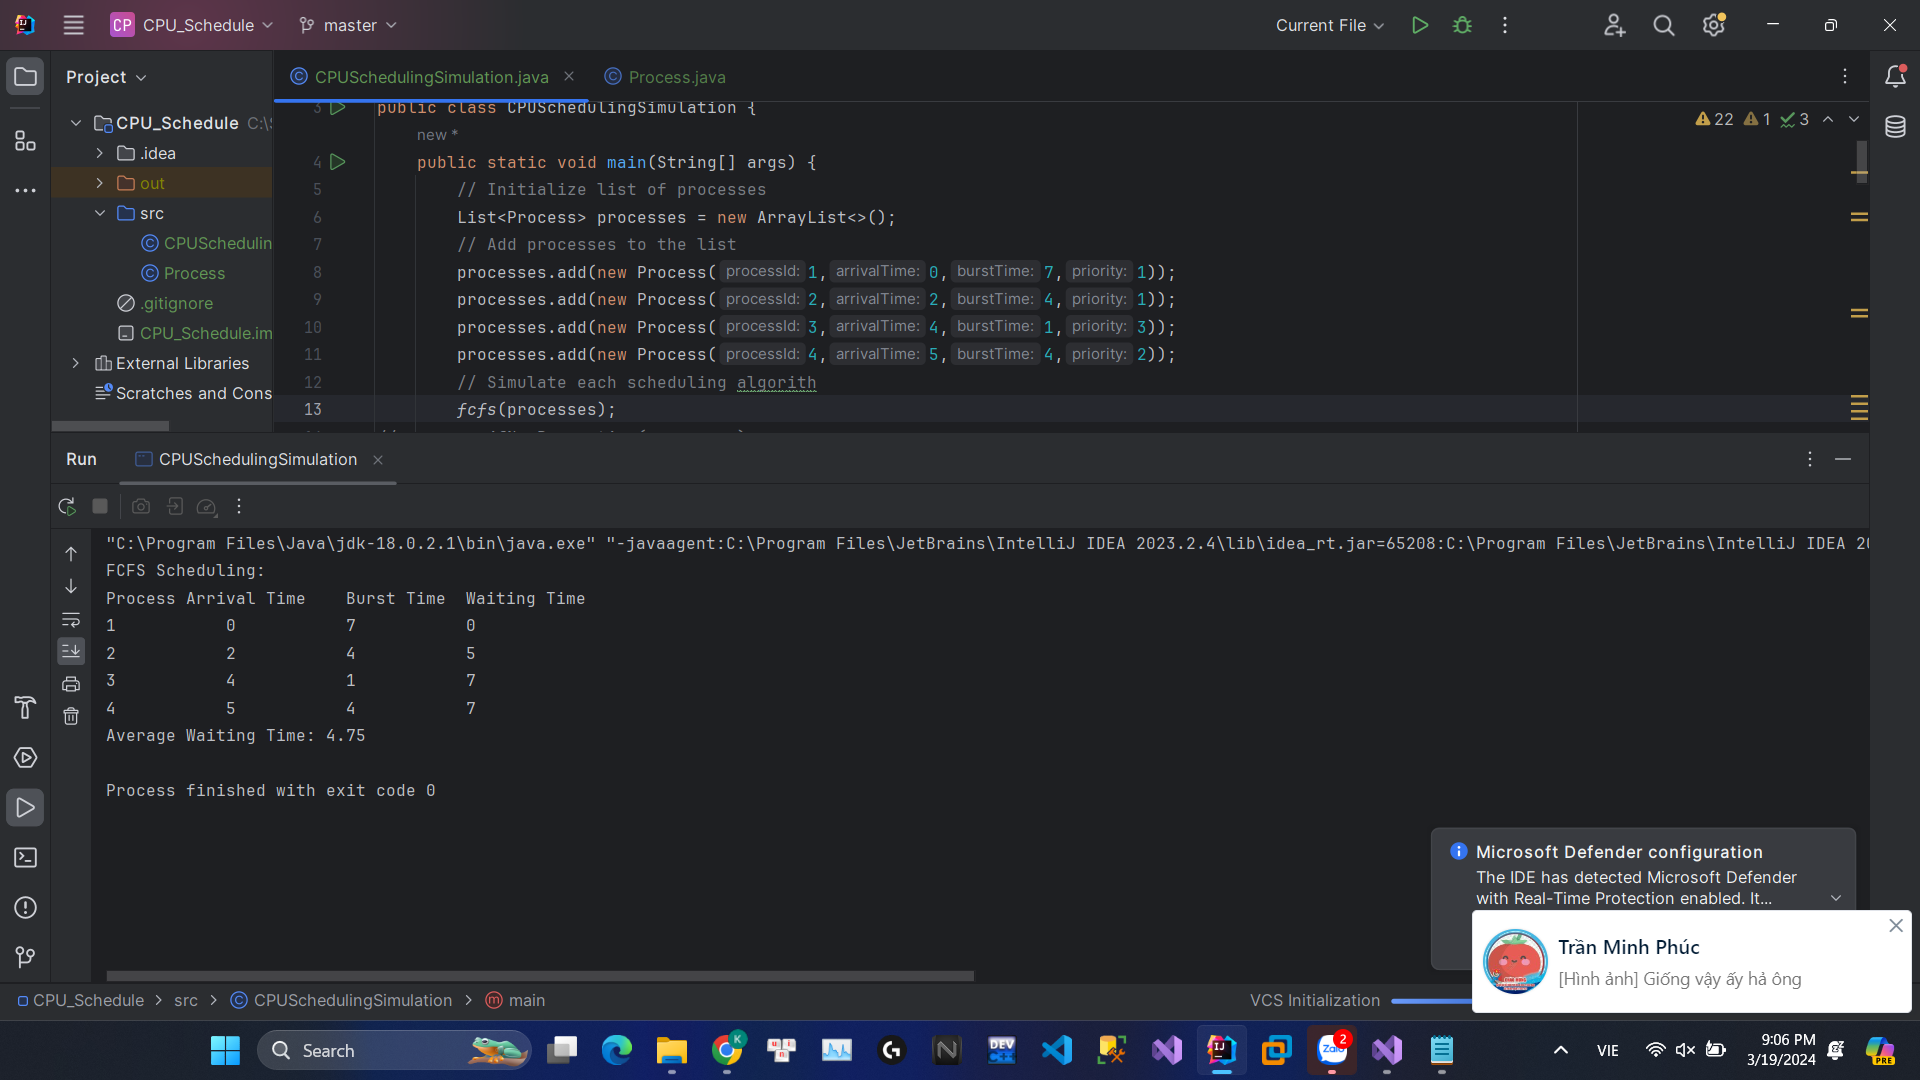 CP CPU_Schedule master Current File
Project
CPUSchedulingSimulation.java Process.java
CPU_Schedule C:\
.idea
out
src
CPUSchedulin
Process
.gitignore
CPU_Schedule.im
External Libraries
Scratches and Cons
22 1 3
3 public class CPUSchedulingSimulation {
new *
4 public static void main(String[] args) {
5 // Initialize list of processes
6 List<Process> processes = new ArrayList<>();
7 // Add processes to the list
8 processes.add(new Process( processId: 1, arrivalTime: 0, burstTime: 7, priority: 1));
9 processes.add(new Process( processId: 2, arrivalTime: 2, burstTime: 4, priority: 1));
10 processes.add(new Process( processId: 3, arrivalTime: 4, burstTime: 1, priority: 3));
11 processes.add(new Process( processId: 4, arrivalTime: 5, burstTime: 4, priority: 2));
12 // Simulate each scheduling algorith
13 fcfs(processes);
Run CPUSchedulingSimulation
"C:\Program Files\Java\jdk-18.0.2.1\bin\java.exe" "-javaagent:C:\Program Files\JetBrains\IntelliJ IDEA 2023.2.4\lib\idea_rt.jar=65208:C:\Program Files\JetBrains\IntelliJ IDEA 20
FCFS Scheduling:
Process Arrival Time Burst Time Waiting Time
1 0 7 0
2 2 4 5
3 4 1 7
4 5 4 7
Average Waiting Time: 4.75
Process finished with exit code 0
Microsoft Defender configuration
The IDE has detected Microsoft Defender
with Real-Time Protection enabled. It...
Trần Minh Phúc
[Hình ảnh] Giống vậy ấy hả ông
CPU_Schedule > src > CPUSchedulingSimulation > main
VCS Initialization
Search
K
DEV
Zalo
2
VIE
9:06 PM
3/19/2024
PRE